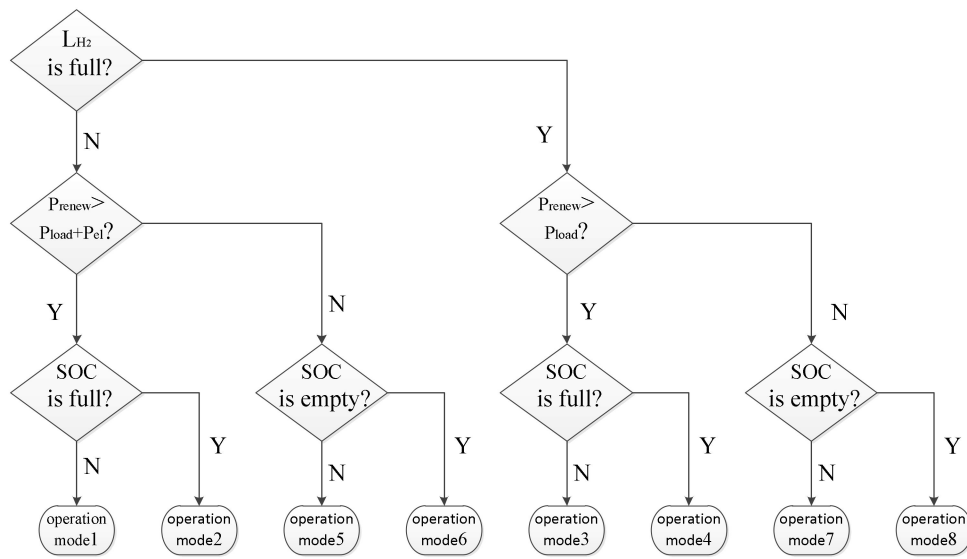 L_H2
is full?
N
Y
Prenew>
Pload+Pel?
Prenew>
Pload?
Y
N
Y
N
SOC
is full?
SOC
is empty?
SOC
is full?
SOC
is empty?
N
Y
N
Y
N
Y
N
Y
operation
mode1
operation
mode2
operation
mode5
operation
mode6
operation
mode3
operation
mode4
operation
mode7
operation
mode8